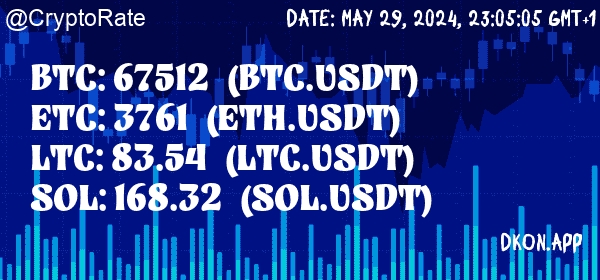 @CryptoRate
DATE: MAY 29, 2024, 23:05:05 GMT+1
BTC: 67512 (BTC.USDT)
ETC: 3761 (ETH.USDT)
LTC: 83.54 (LTC.USDT)
SOL: 168.32 (SOL.USDT)
DKON.APP